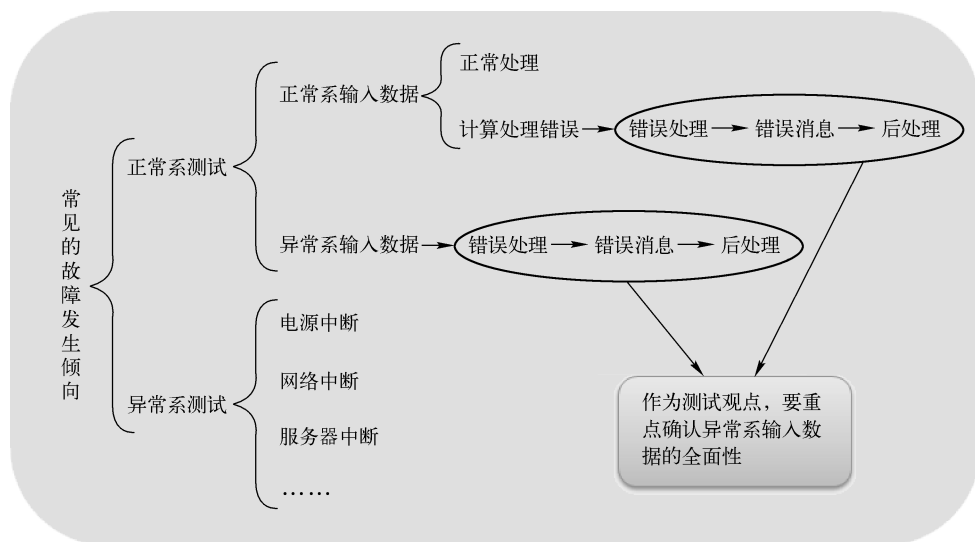 常见的故障发生倾向
正常系测试
正常系输入数据
正常处理
计算处理错误
错误处理
错误消息
后处理
异常系输入数据
错误处理
错误消息
后处理
异常系测试
电源中断
网络中断
服务器中断
……
作为测试观点，要重
点确认异常系输入数
据的全面性